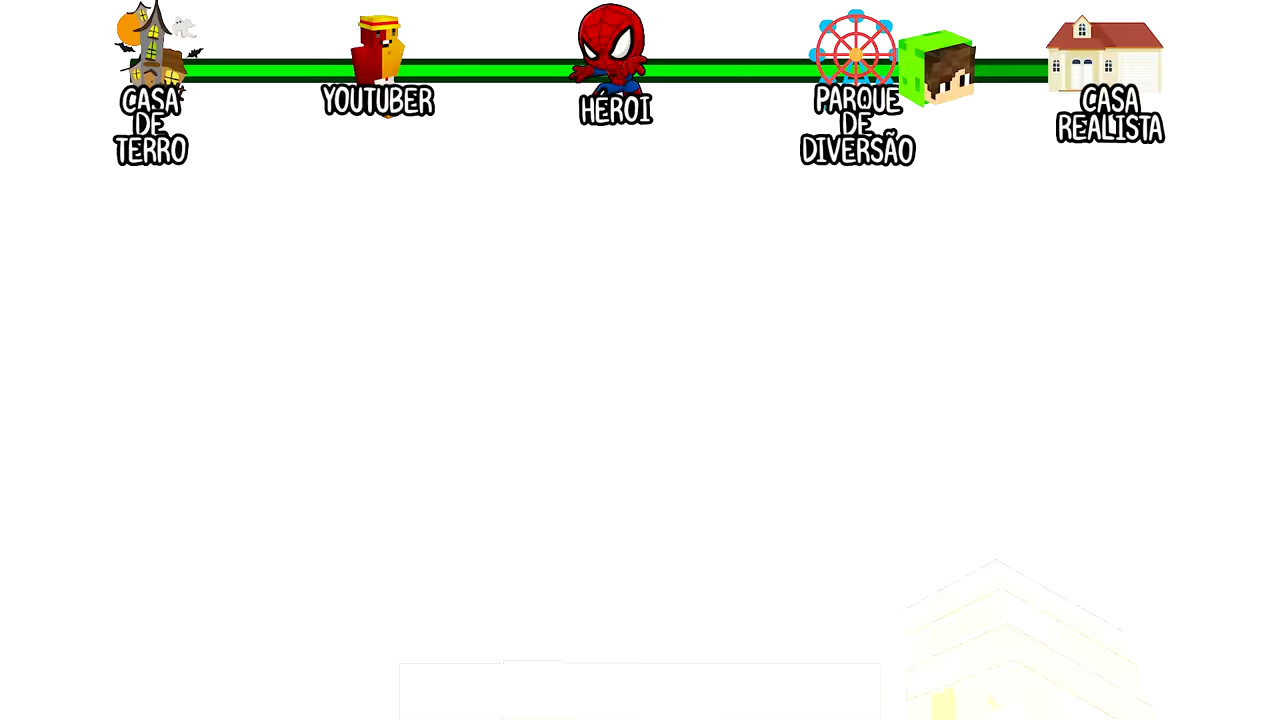 CASA
DE
TERRO
YOUTUBER
HÉROI
PARQUE
DE
DIVERSÃO
CASA
REALISTA